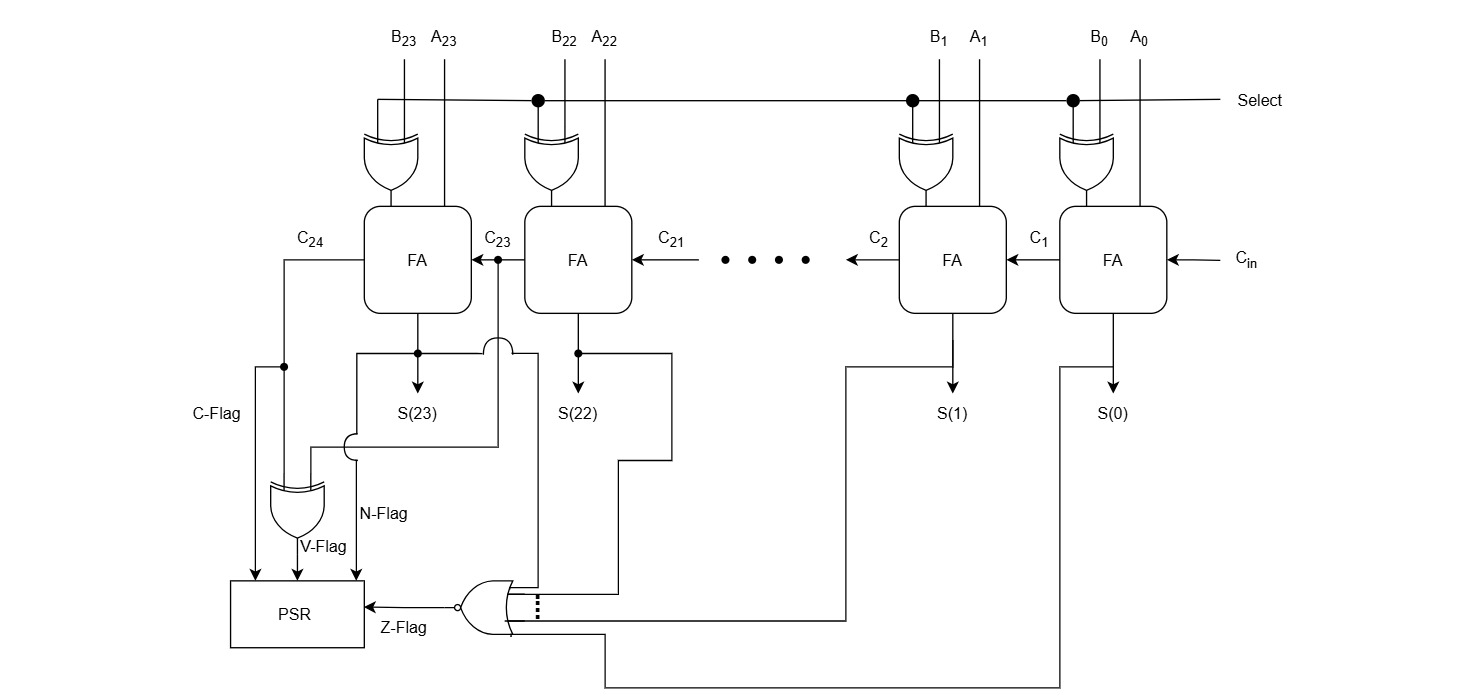 B23 A23 B22 A22 B1 A1 B0 A0
Select
C24 FA C23 FA C21 C2 FA C1 FA Cin
C-Flag S(23) S(22) S(1) S(0)
N-Flag
V-Flag
PSR
Z-Flag